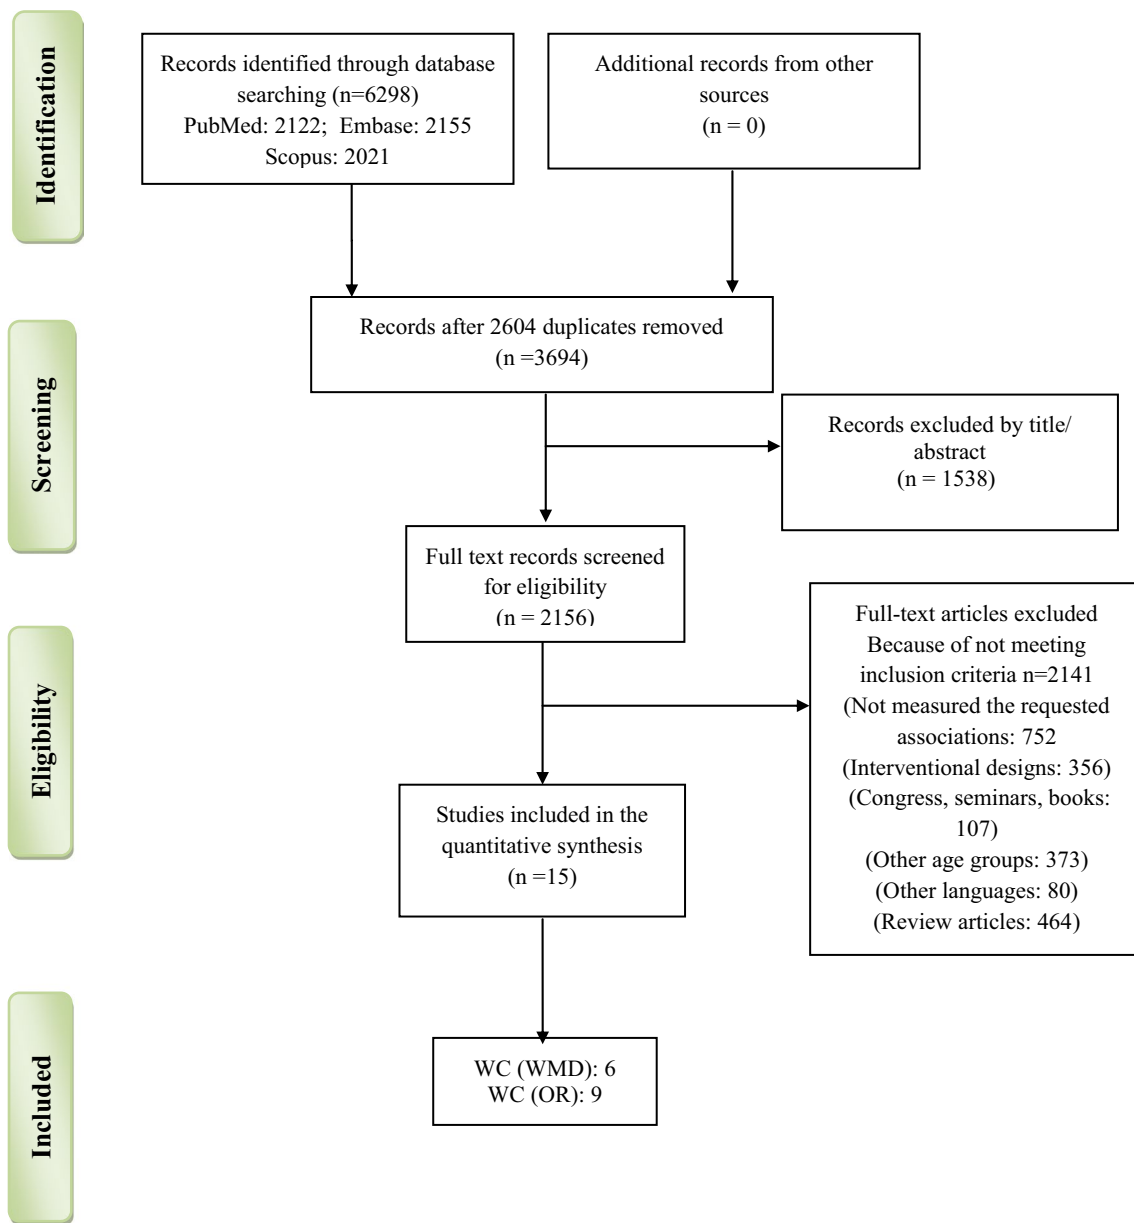 Identification
Records identified through database
searching (n=6298)
PubMed: 2122;  Embase: 2155
Scopus: 2021
Additional records from other
sources
(n = 0)
Screening
Records after 2604 duplicates removed
(n =3694)
Records excluded by title/
abstract
(n = 1538)
Full text records screened
for eligibility
(n = 2156)
Eligibility
Full-text articles excluded
Because of not meeting
inclusion criteria n=2141
(Not measured the requested
associations: 752
(Interventional designs: 356)
(Congress, seminars, books:
107)
(Other age groups: 373)
(Other languages: 80)
(Review articles: 464)
Studies included in the
quantitative synthesis
(n =15)
Included
WC (WMD): 6
WC (OR): 9